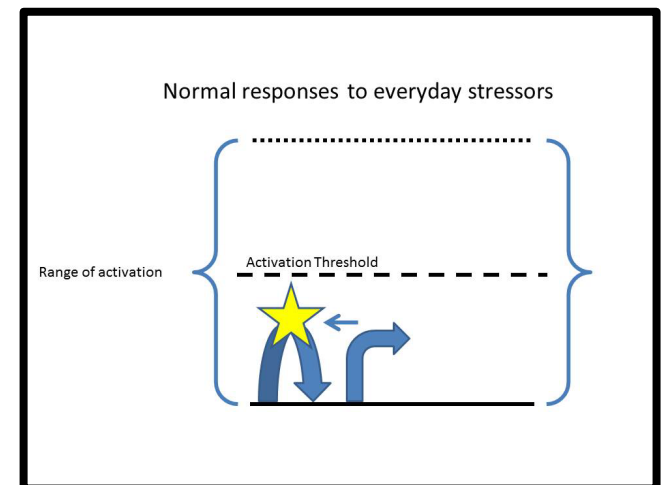 Normal responses to everyday stressors
Activation Threshold
Range of activation